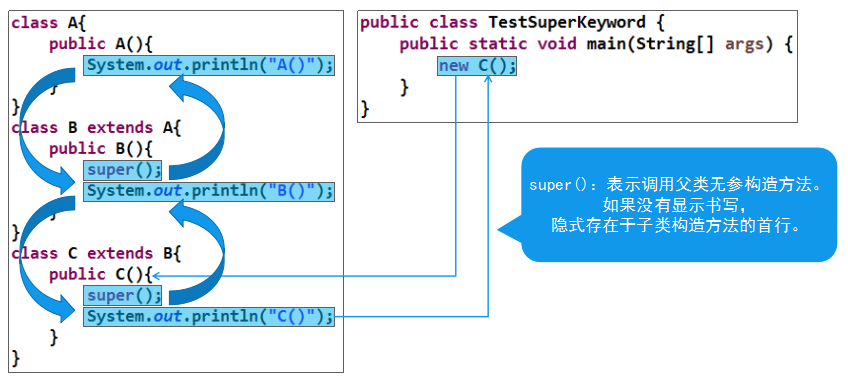 class A{
public A(){
System.out.println("A()");
}
}
class B extends A{
public B(){
super();
System.out.println("B()");
}
}
class C extends B{
public C(){
super();
System.out.println("C()");
}
}
public class TestSuperKeyword {
public static void main(String[] args) {
new C();
}
}
super()：表示调用父类无参构造方法。
如果没有显示书写，
隐式存在于子类构造方法的首行。